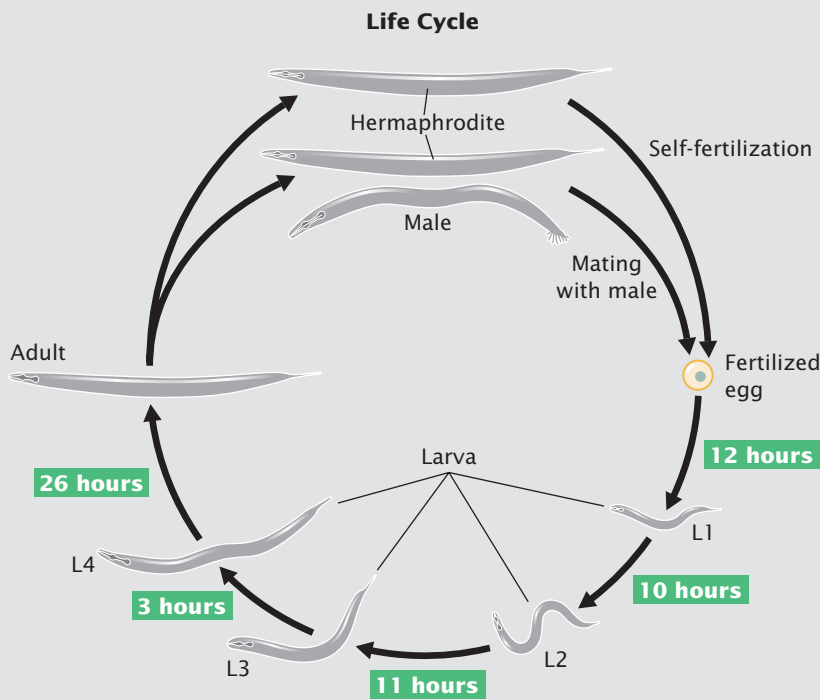 Life Cycle
Hermaphrodite
Self-fertilization
Male
Mating
with male
Adult
Fertilized
egg
12 hours
Larva
26 hours
L1
L4
10 hours
3 hours
L3
L2
11 hours